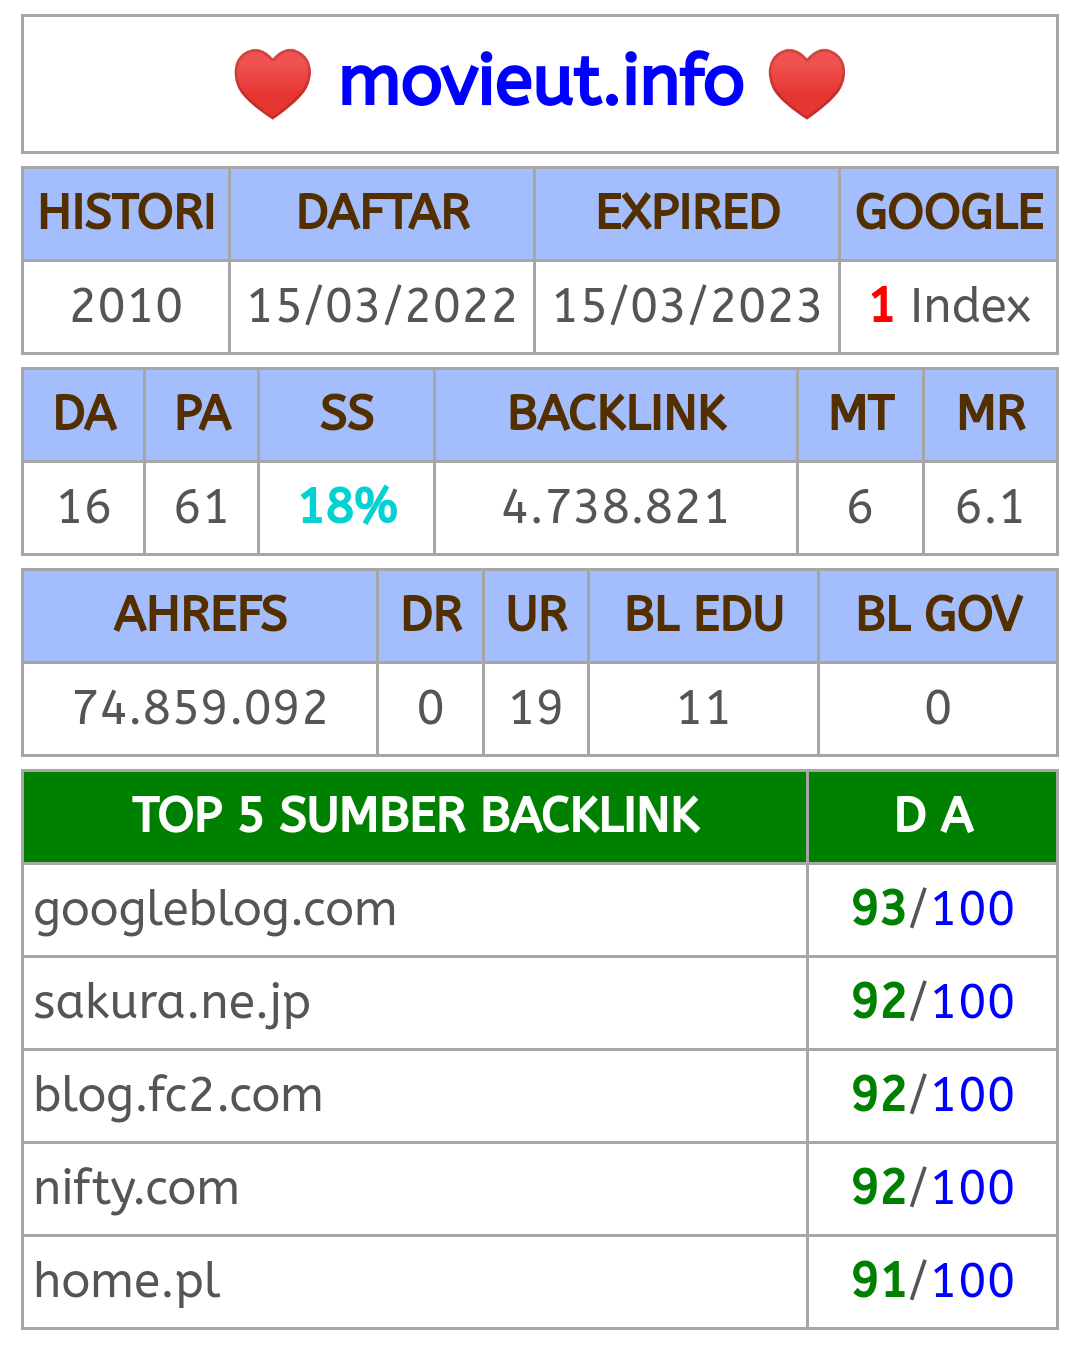 movieut.info
HISTORI DAFTAR EXPIRED GOOGLE
2010 15/03/2022 15/03/2023 1 Index
DA PA SS BACKLINK MT MR
16 61 18% 4.738.821 6 6.1
AHREFS DR UR BL EDU BL GOV
74.859.092 0 19 11 0
TOP 5 SUMBER BACKLINK D A
googleblog.com 93/100
sakura.ne.jp 92/100
blog.fc2.com 92/100
nifty.com 92/100
home.pl 91/100